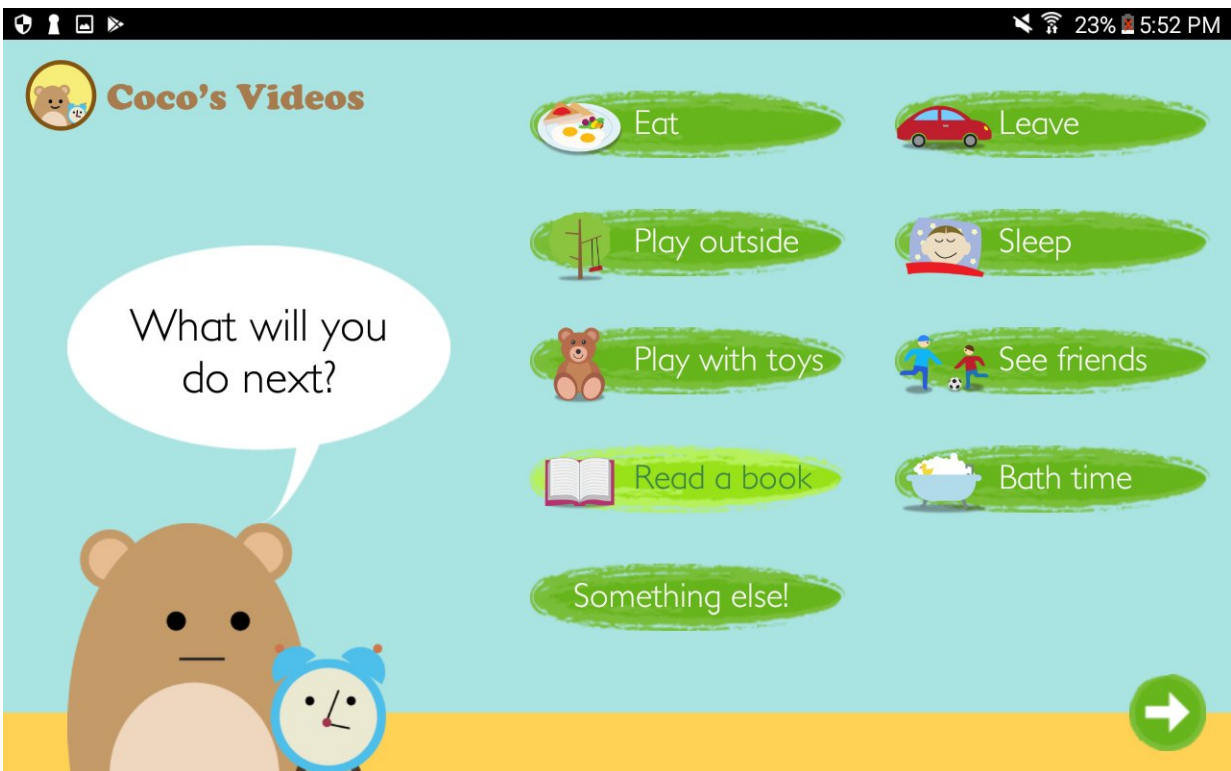 23% 5:52 PM
Coco's Videos
What will you
do next?
Eat
Leave
Play outside
Sleep
Play with toys
See friends
Read a book
Bath time
Something else!